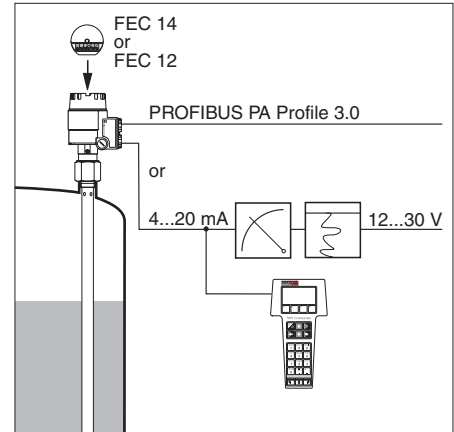 FEC 14
or
FEC 12
PROFIBUS PA Profile 3.0
or
4...20 mA
12...30 V